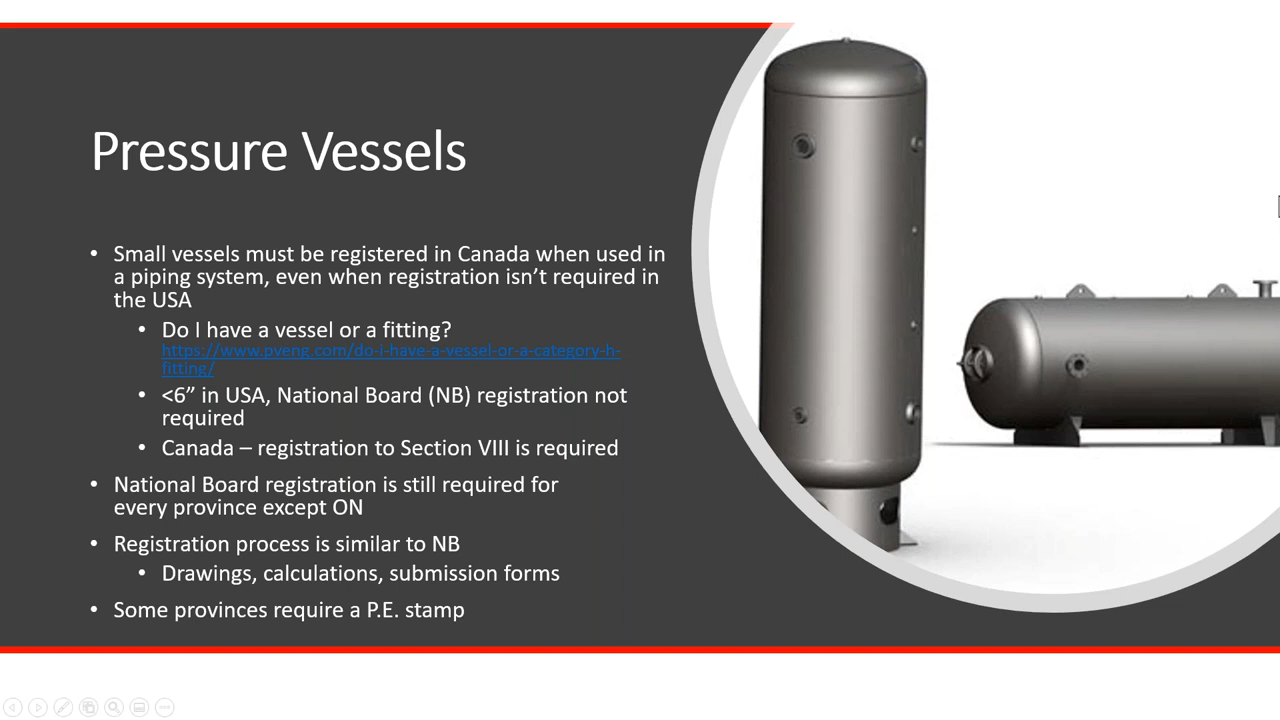 Pressure Vessels
• Small vessels must be registered in Canada when used in
a piping system, even when registration isn’t required in
the USA
• Do I have a vessel or a fitting?
https://www.pveng.com/do-i-have-a-vessel-or-a-category-h-
fitting/
• <6” in USA, National Board (NB) registration not
required
• Canada – registration to Section VIII is required
• National Board registration is still required for
every province except ON
• Registration process is similar to NB
• Drawings, calculations, submission forms
• Some provinces require a P.E. stamp